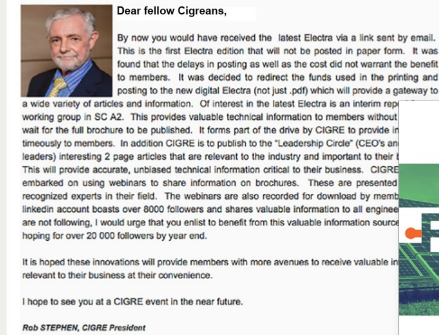 Dear fellow Cigreans,
By now you would have received the latest Electra via a link sent by email.
This is the first Electra edition that will not be posted in paper form. It was
found that the delays in posting as well as the cost did not warrant the benefit
to members. It was decided to redirect the funds used in the printing and
posting to the new digital Electra (not just .pdf) which will provide a gateway to
a wide variety of articles and information. Of interest in the latest Electra is an interim rep
working group in SC A2. This provides valuable technical information to members without
wait for the full brochure to be published. It forms part of the drive by CIGRE to provide in
timeously to members. In addition CIGRE is to publish to the "Leadership Circle" (CEO's an
leaders) interesting 2 page articles that are relevant to the industry and important to their
This will provide accurate, unbiased technical information critical to their business. CIGRE
embarked on using webinars to share information on brochures. These are presented
recognized experts in their field. The webinars are also recorded for download by memb
linkedin account boasts over 8000 followers and shares valuable information to all enginee
are not following, I would urge that you enlist to benefit from this valuable information source
hoping for over 20 000 followers by year end.
It is hoped these innovations will provide members with more avenues to receive valuable in
relevant to their business at their convenience.
I hope to see you at a CIGRE event in the near future.
Rob STEPHEN, CIGRE President